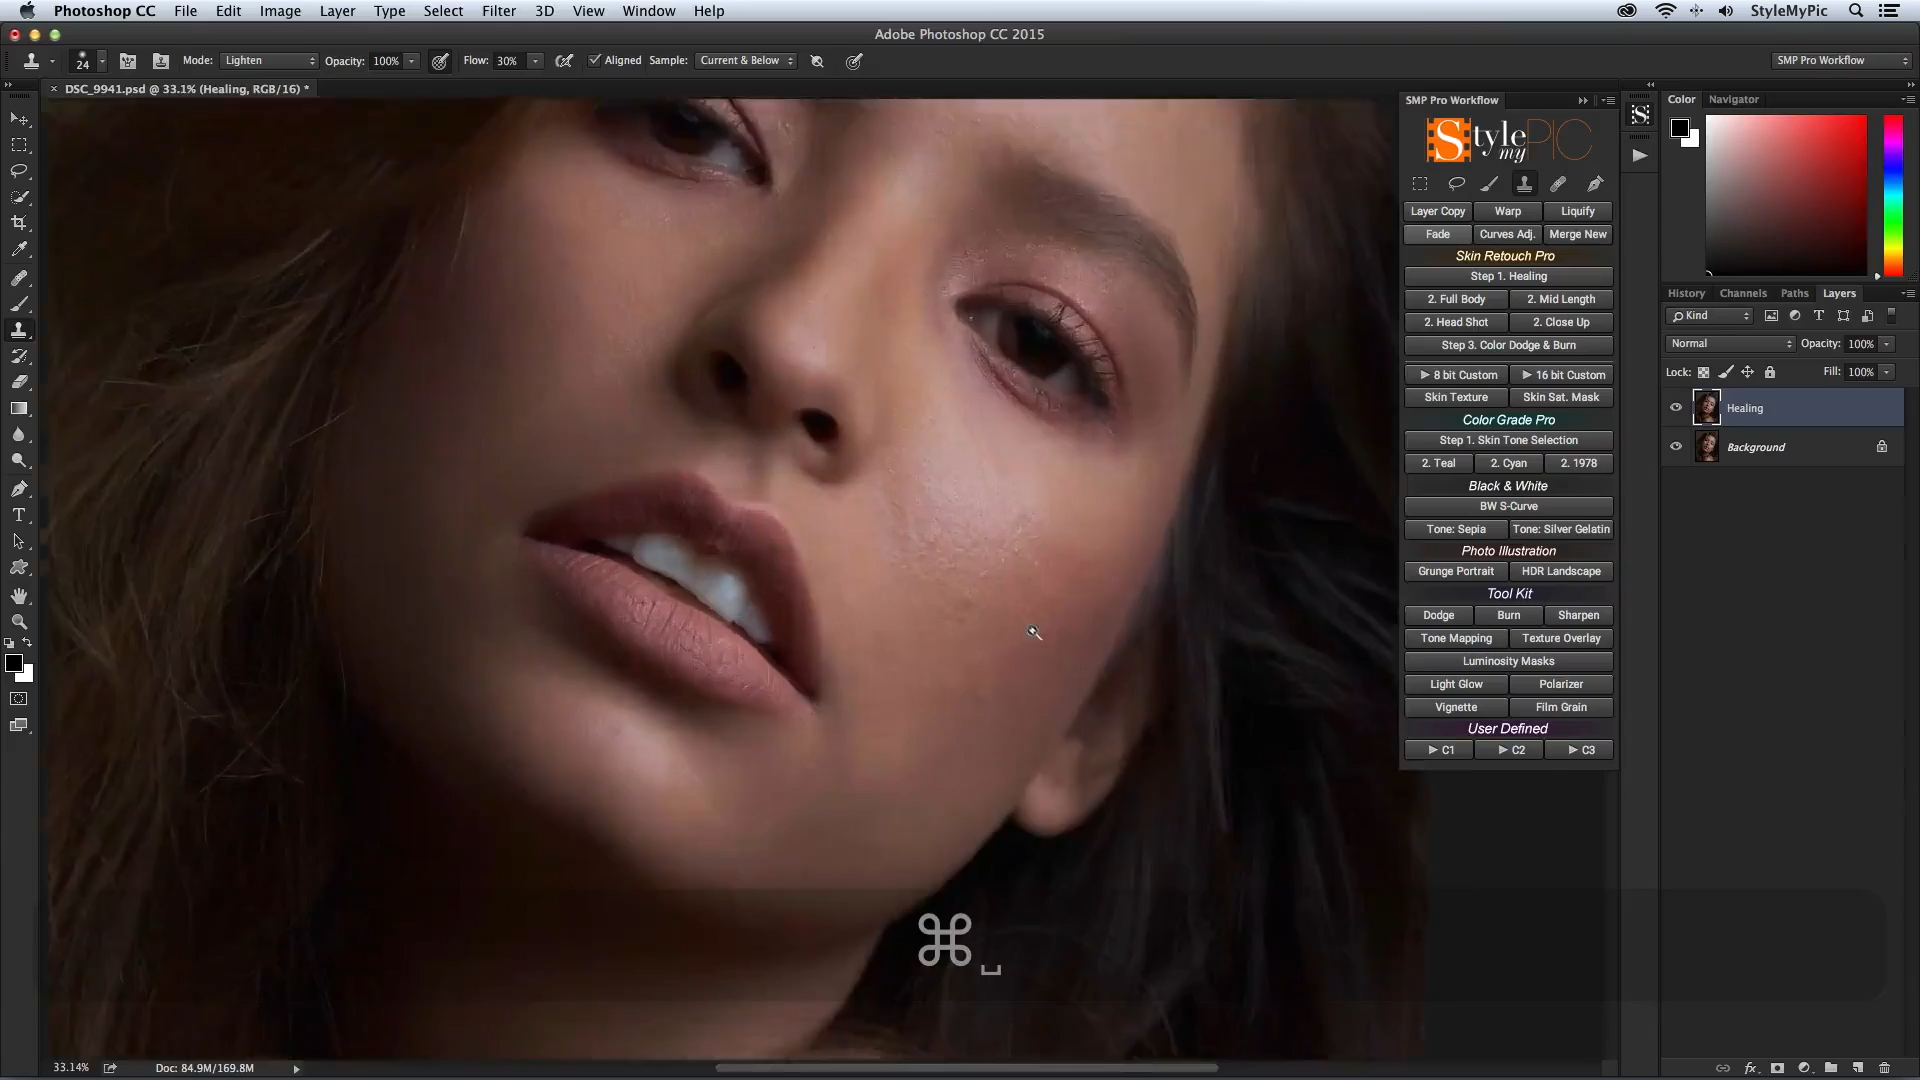 Photoshop CC File Edit Image Layer Type Select Filter 3D View Window Help StyleMyPic
Adobe Photoshop CC 2015
24 Mode: Lighten Opacity: 100% Flow: 30% Aligned Sample: Current & Below SMP Pro Workflow
DSC_9941.psd @ 33.1% (Healing, RGB/16) *
SMP Pro Workflow
Style my PIC
Layer Copy Warp Liquify
Fade Curves Adj. Merge New
Skin Retouch Pro
Step 1. Healing
2. Full Body 2. Mid Length
2. Head Shot 2. Close Up
Step 3. Color Dodge & Burn
8 bit Custom 16 bit Custom
Skin Texture Skin Sat. Mask
Color Grade Pro
Step 1. Skin Tone Selection
2. Teal 2. Cyan 2. 1978
Black & White
BW S-Curve
Tone: Sepia Tone: Silver Gelatin
Photo Illustration
Grunge Portrait HDR Landscape
Tool Kit
Dodge Burn Sharpen
Tone Mapping Texture Overlay
Luminosity Masks
Light Glow Polarizer
Vignette Film Grain
User Defined
C1 C2 C3
Color Navigator
History Channels Paths Layers
Kind
Normal Opacity: 100%
Lock: Fill: 100%
Healing
Background
fx
⌘ ⎵
33.14% Doc: 84.9M/169.8M